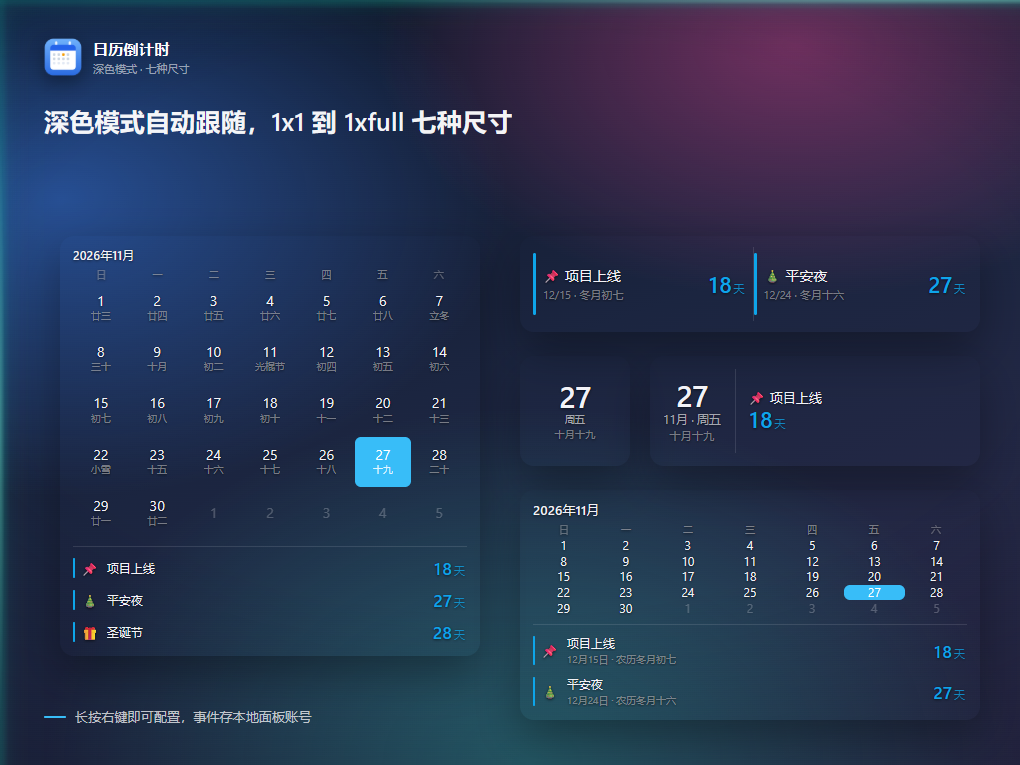 日历倒计时
深色模式 · 七种尺寸
深色模式自动跟随，1x1 到 1xfull 七种尺寸
2026年11月
日 一 二 三 四 五 六
1 2 3 4 5 6 7
廿三 廿四 廿五 廿六 廿七 廿八 立冬
8 9 10 11 12 13 14
三十 十月 初二 光棍节 初四 初五 初六
15 16 17 18 19 20 21
初七 初八 初九 初十 十一 十二 十三
22 23 24 25 26 27 28
小雪 十五 十六 十七 十八 十九 二十
29 30 1 2 3 4 5
廿一 廿二
项目上线 18天
平安夜 27天
圣诞节 28天
项目上线 18天
12/15 · 冬月初七
平安夜 27天
12/24 · 冬月十六
27
周五
十月十九
27
11月 · 周五
十月十九
项目上线
18天
2026年11月
日 一 二 三 四 五 六
1 2 3 4 5 6 7
8 9 10 11 12 13 14
15 16 17 18 19 20 21
22 23 24 25 26 27 28
29 30 1 2 3 4 5
项目上线 18天
12月15日 · 农历冬月初七
平安夜 27天
12月24日 · 农历冬月十六
长按右键即可配置，事件存本地面板账号